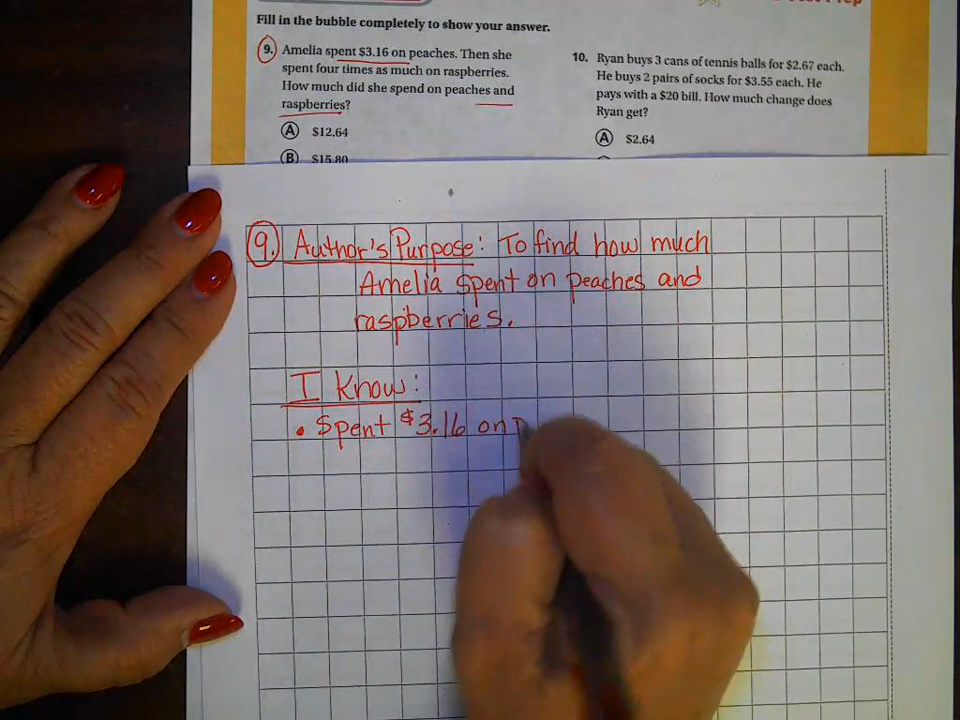 Fill in the bubble completely to show your answer.
9. Amelia spent $3.16 on peaches. Then she
spent four times as much on raspberries.
How much did she spend on peaches and
raspberries?
A $12.64
B $15.80
10. Ryan buys 3 cans of tennis balls for $2.67 each.
He buys 2 pairs of socks for $3.55 each. He
pays with a $20 bill. How much change does
Ryan get?
A $2.64
9. Author's Purpose: To find how much
Amelia spent on peaches and
raspberries.
I Know:
• Spent $3.16 on